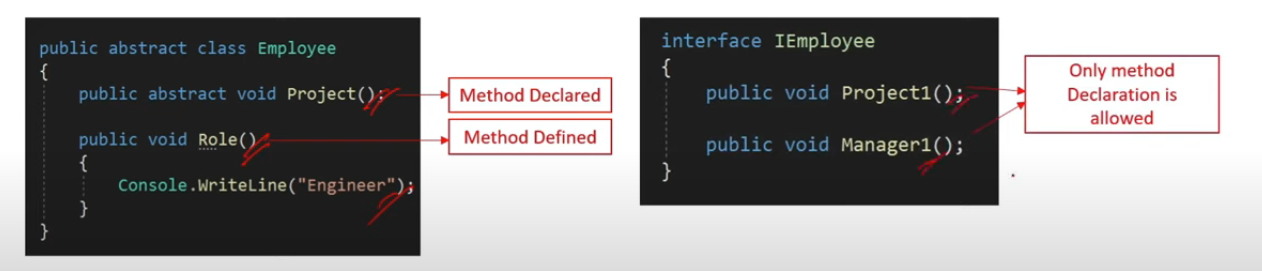 public abstract class Employee
{
public abstract void Project();
Method Declared
public void Role()
Method Defined
{
Console.WriteLine("Engineer");
}
}
interface IEmployee
{
public void Project1();
public void Manager1();
}
Only method
Declaration is
allowed